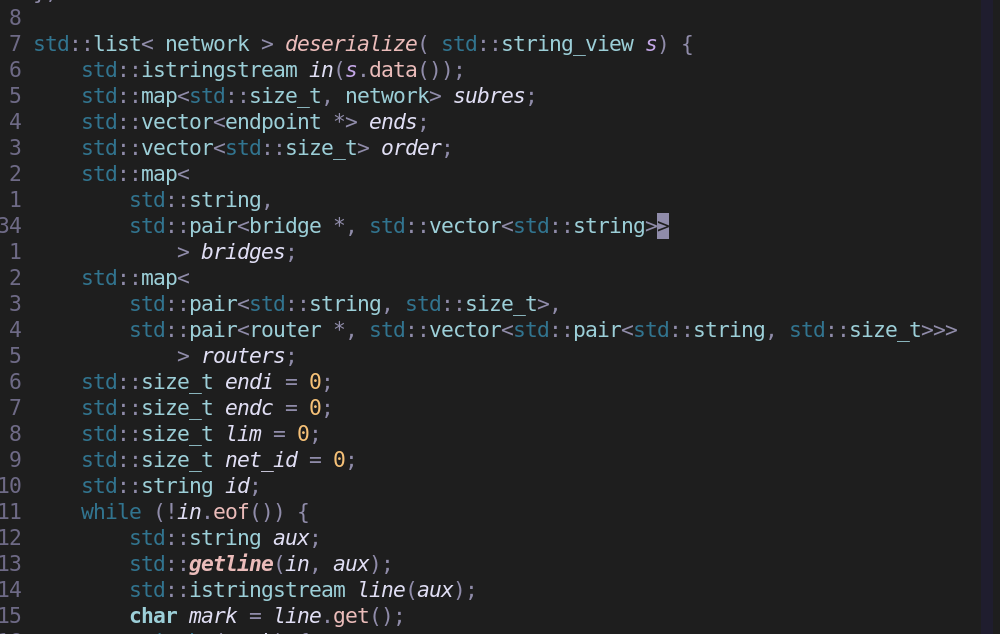 8
7 std::list< network > deserialize( std::string_view s) {
6     std::istringstream in(s.data());
5     std::map<std::size_t, network> subres;
4     std::vector<endpoint *> ends;
3     std::vector<std::size_t> order;
2     std::map<
1         std::string,
34         std::pair<bridge *, std::vector<std::string>>
1             > bridges;
2     std::map<
3         std::pair<std::string, std::size_t>,
4         std::pair<router *, std::vector<std::pair<std::string, std::size_t>>>
5             > routers;
6     std::size_t endi = 0;
7     std::size_t endc = 0;
8     std::size_t lim = 0;
9     std::size_t net_id = 0;
10     std::string id;
11     while (!in.eof()) {
12         std::string aux;
13         std::getline(in, aux);
14         std::istringstream line(aux);
15         char mark = line.get();